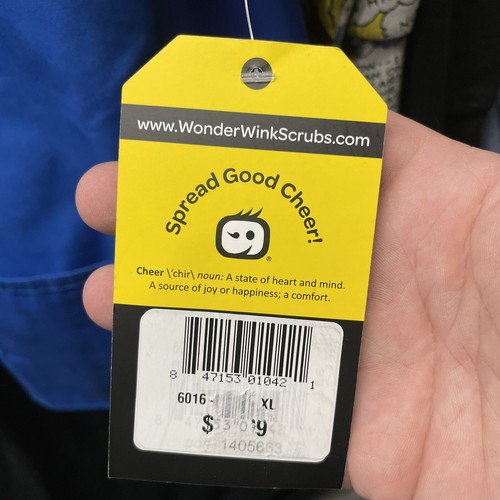 www.WonderWinkScrubs.com
Spread Good Cheer!
Cheer \'chir\ noun: A state of heart and mind.
A source of joy or happiness; a comfort.
8 47153 01042 1
6016 - XL
$ 9